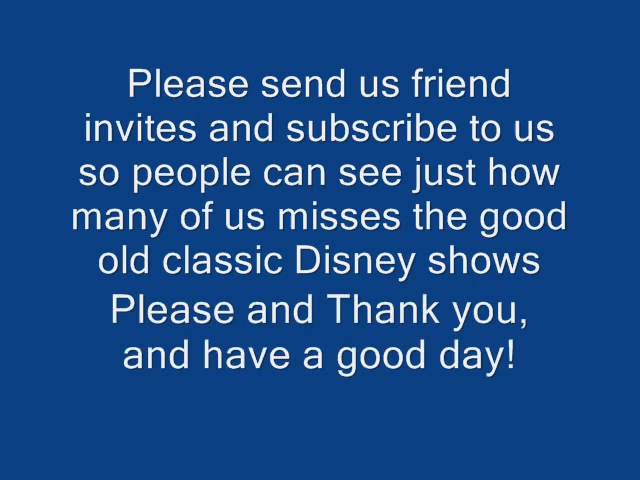 Please send us friend
invites and subscribe to us
so people can see just how
many of us misses the good
old classic Disney shows
Please and Thank you,
and have a good day!